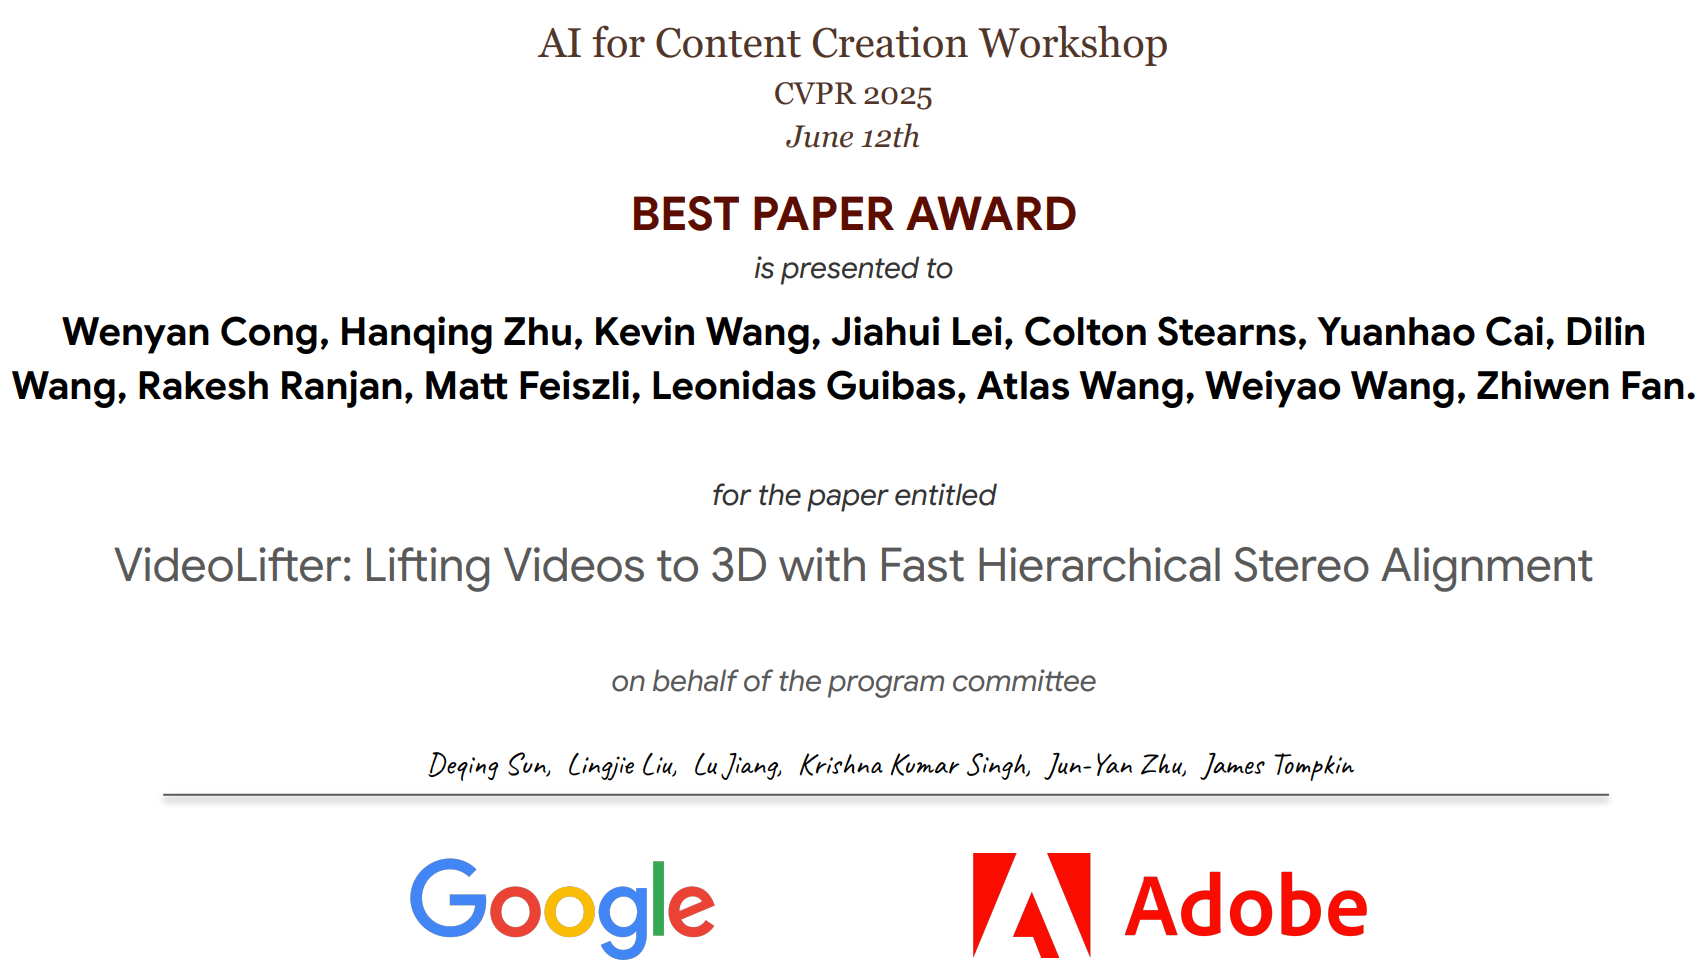 AI for Content Creation Workshop
CVPR 2025
June 12th
BEST PAPER AWARD
is presented to
Wenyan Cong, Hanqing Zhu, Kevin Wang, Jiahui Lei, Colton Stearns, Yuanhao Cai, Dilin
Wang, Rakesh Ranjan, Matt Feiszli, Leonidas Guibas, Atlas Wang, Weiyao Wang, Zhiwen Fan.
for the paper entitled
VideoLifter: Lifting Videos to 3D with Fast Hierarchical Stereo Alignment
on behalf of the program committee
Deqing Sun, Lingjie Liu, Lu Jiang, Krishna Kumar Singh, Jun-Yan Zhu, James Tompkin
Google Adobe